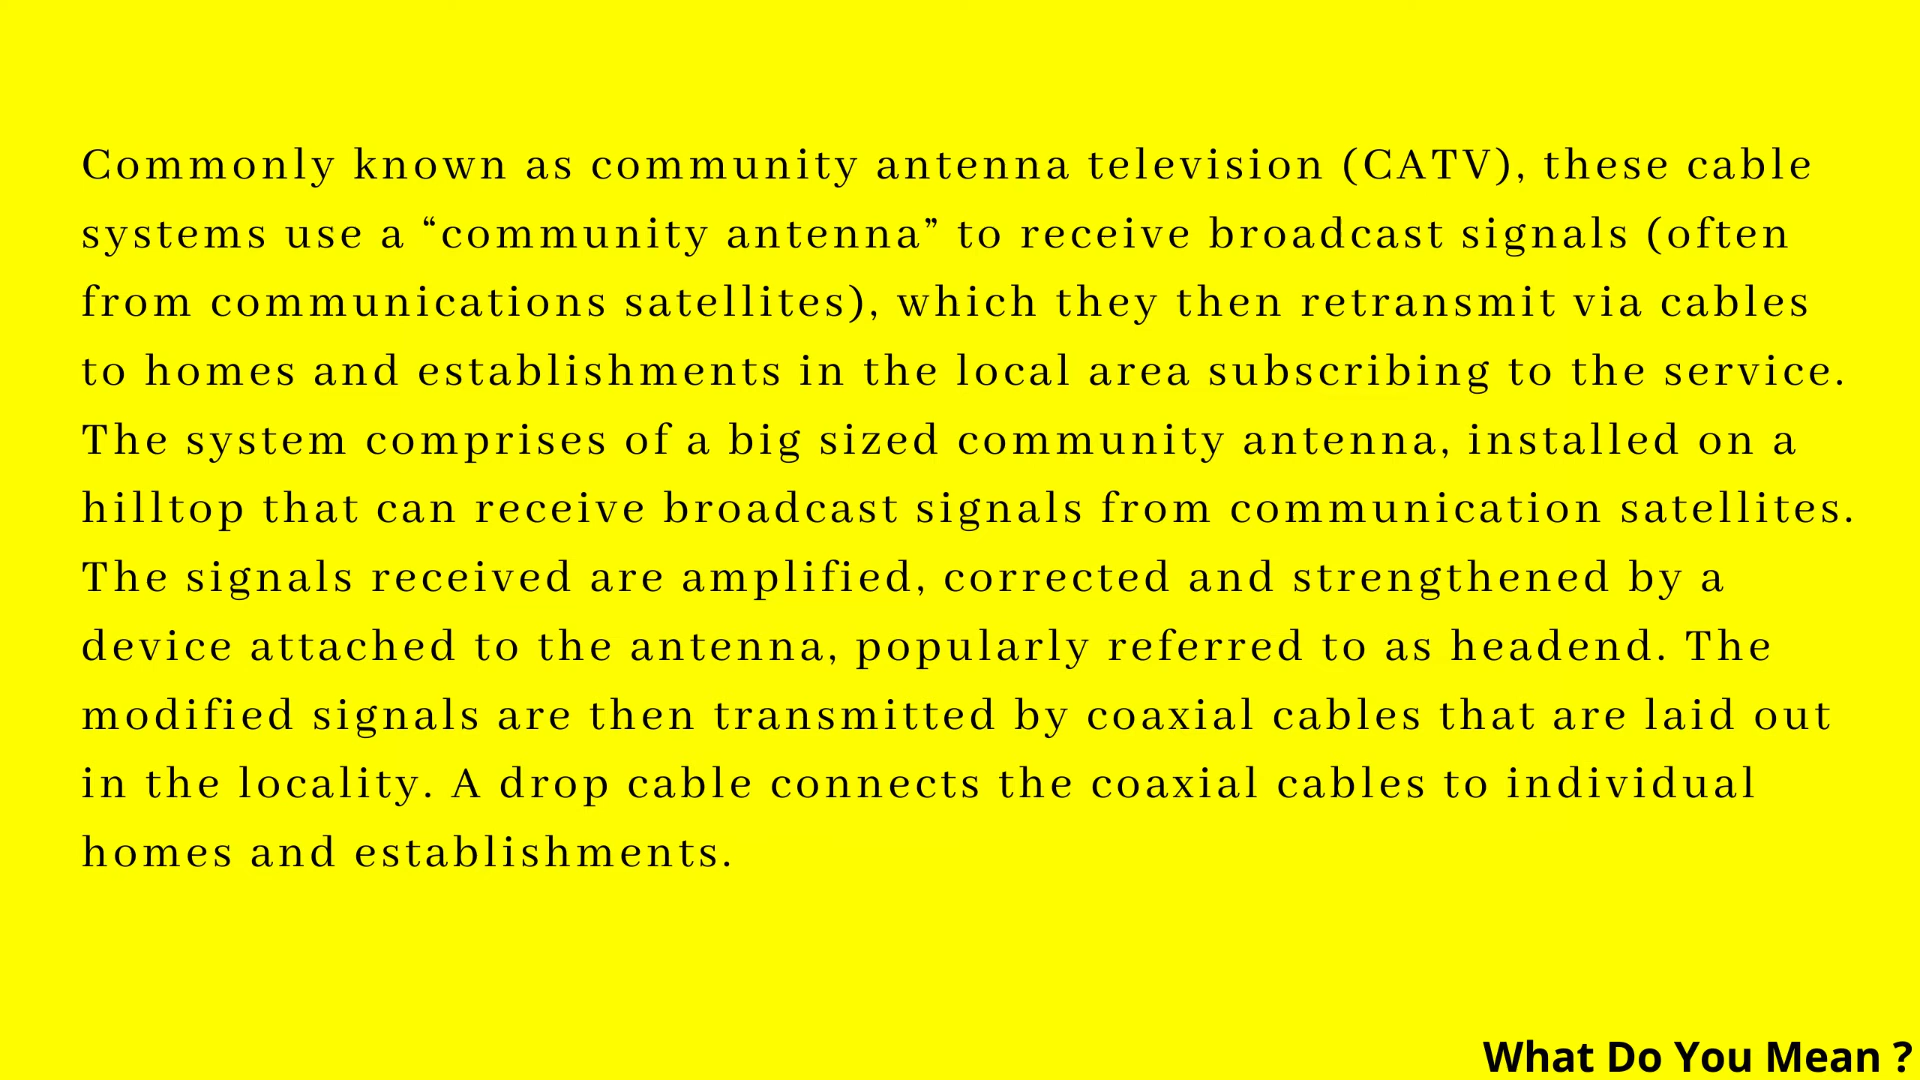 Commonly known as community antenna television (CATV), these cable
systems use a “community antenna” to receive broadcast signals (often
from communications satellites), which they then retransmit via cables
to homes and establishments in the local area subscribing to the service.
The system comprises of a big sized community antenna, installed on a
hilltop that can receive broadcast signals from communication satellites.
The signals received are amplified, corrected and strengthened by a
device attached to the antenna, popularly referred to as headend. The
modified signals are then transmitted by coaxial cables that are laid out
in the locality. A drop cable connects the coaxial cables to individual
homes and establishments.
What Do You Mean ?